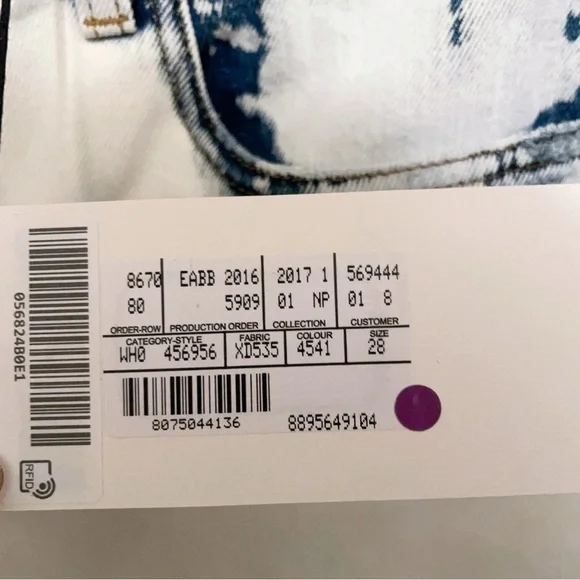 8670 EABB 2016 2017 1 569444
80 5909 01 NP 01 8
ORDER-ROW PRODUCTION ORDER COLLECTION CUSTOMER
CATEGORY-STYLE FABRIC COLOUR SIZE
WH0 456956 XD535 4541 28
8075044136 8895649104
056824B0E1
RFID